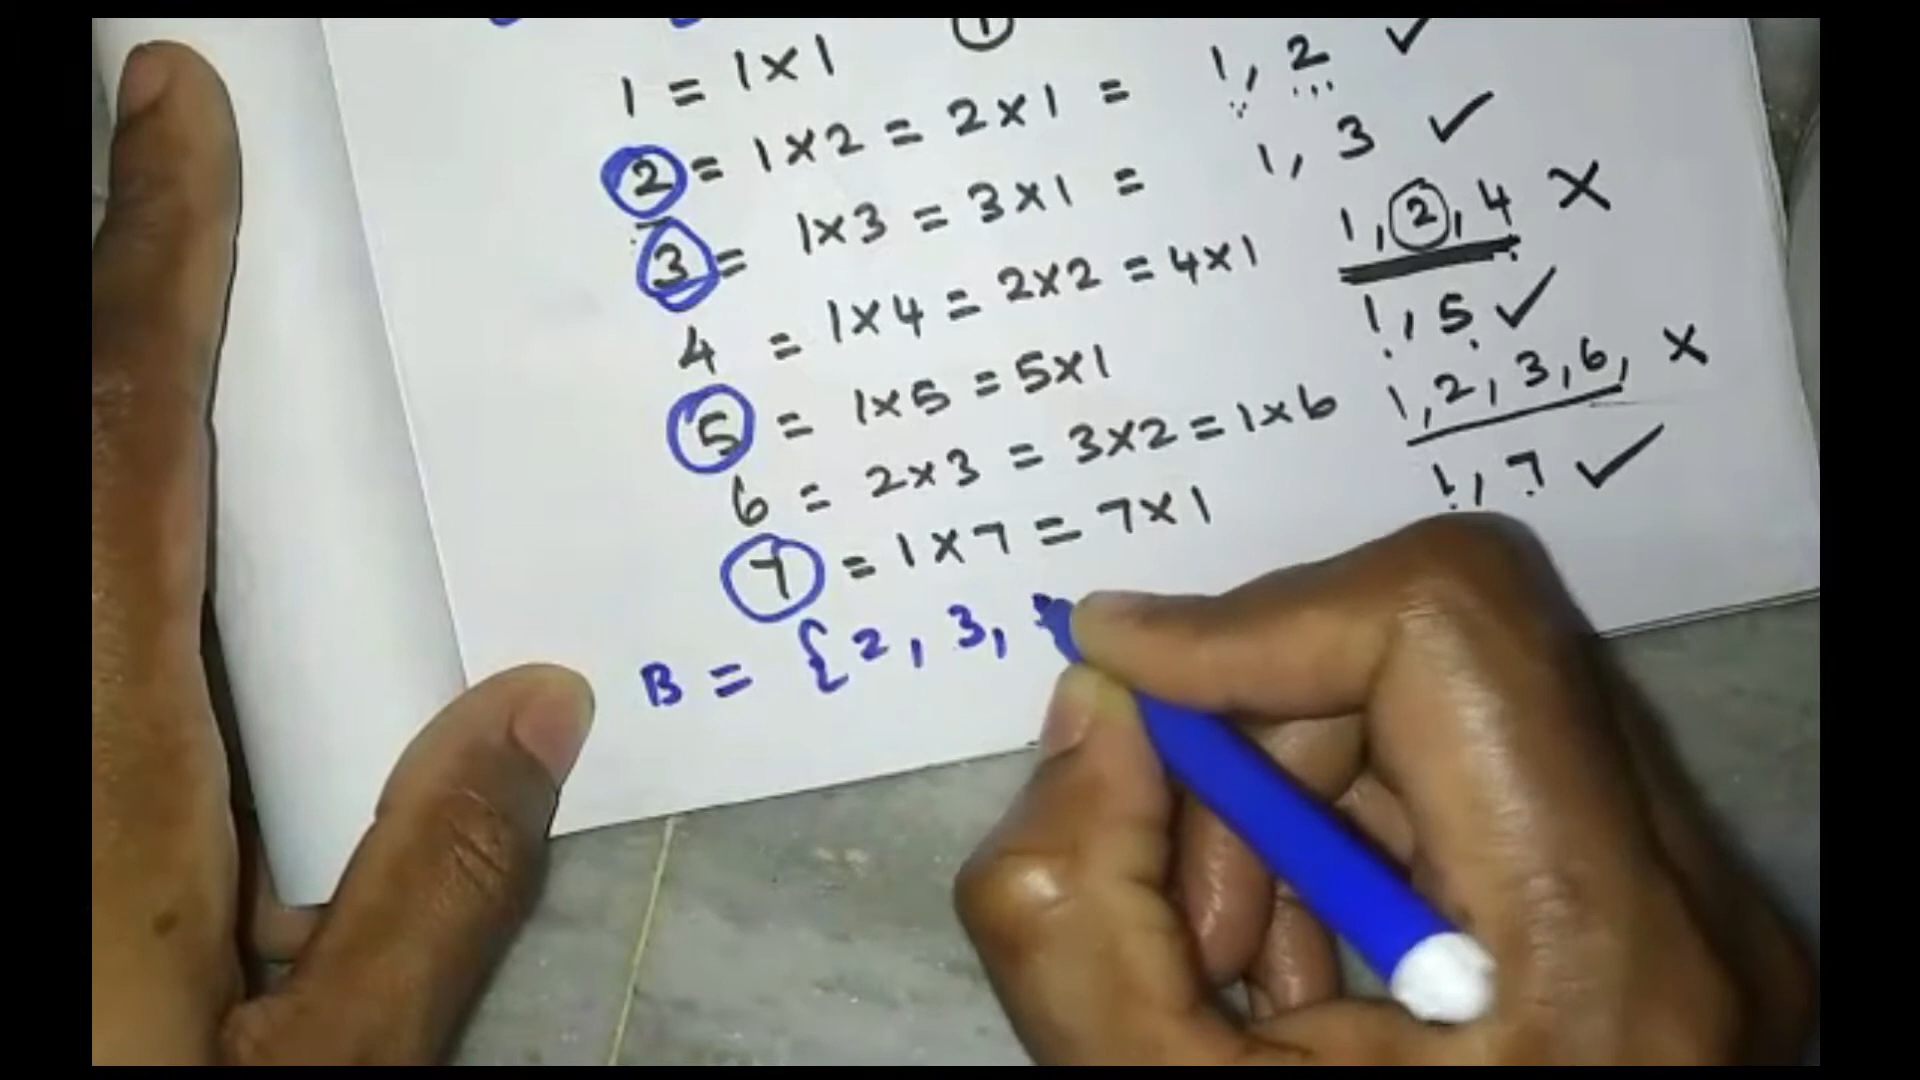 1 = 1×1 1
2 = 1×2 = 2×1 = 1, 2 ✓
3 = 1×3 = 3×1 = 1, 3 ✓
4 = 1×4 = 2×2 = 4×1 1, 2, 4 ×
5 = 1×5 = 5×1 1, 5 ✓
6 = 2×3 = 3×2 = 1×6 1, 2, 3, 6, ×
7 = 1×7 = 7×1 1, 7 ✓
B = {2, 3,